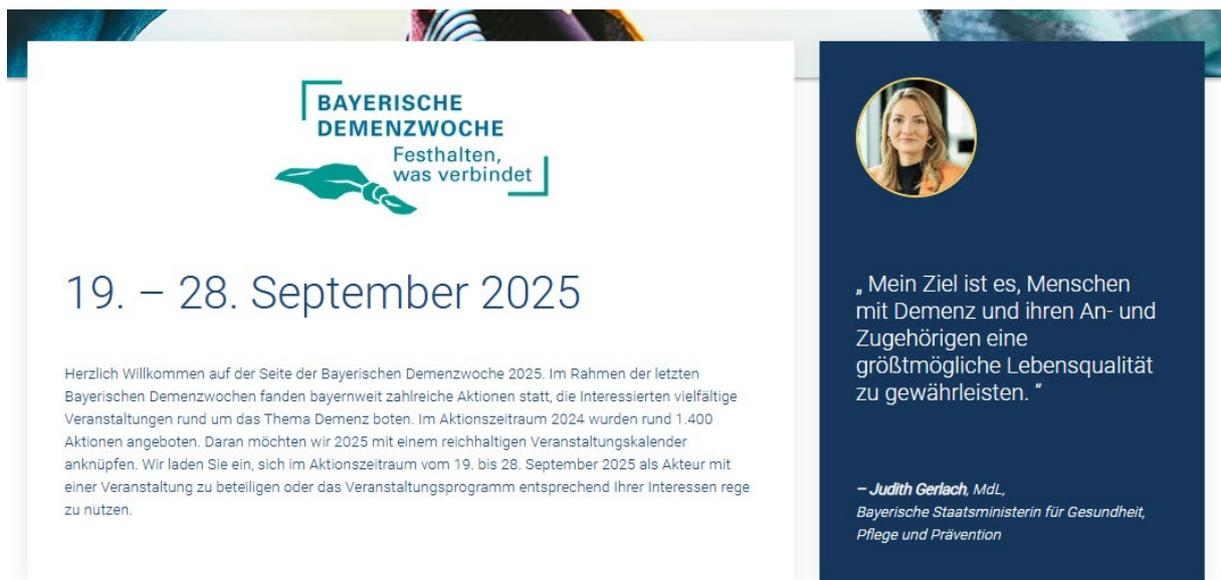 BAYERISCHE
DEMENZWOCHE
Festhalten,
was verbindet
19. – 28. September 2025
Herzlich Willkommen auf der Seite der Bayerischen Demenzwoche 2025. Im Rahmen der letzten
Bayerischen Demenzwochen fanden bayernweit zahlreiche Aktionen statt, die Interessierten vielfältige
Veranstaltungen rund um das Thema Demenz boten. Im Aktionszeitraum 2024 wurden rund 1.400
Aktionen angeboten. Daran möchten wir 2025 mit einem reichhaltigen Veranstaltungskalender
anknüpfen. Wir laden Sie ein, sich im Aktionszeitraum vom 19. bis 28. September 2025 als Akteur mit
einer Veranstaltung zu beteiligen oder das Veranstaltungsprogramm entsprechend Ihrer Interessen rege
zu nutzen.
„ Mein Ziel ist es, Menschen
mit Demenz und ihren An- und
Zugehörigen eine
größtmögliche Lebensqualität
zu gewährleisten. “
– Judith Gerlach, MdL,
Bayerische Staatsministerin für Gesundheit,
Pflege und Prävention